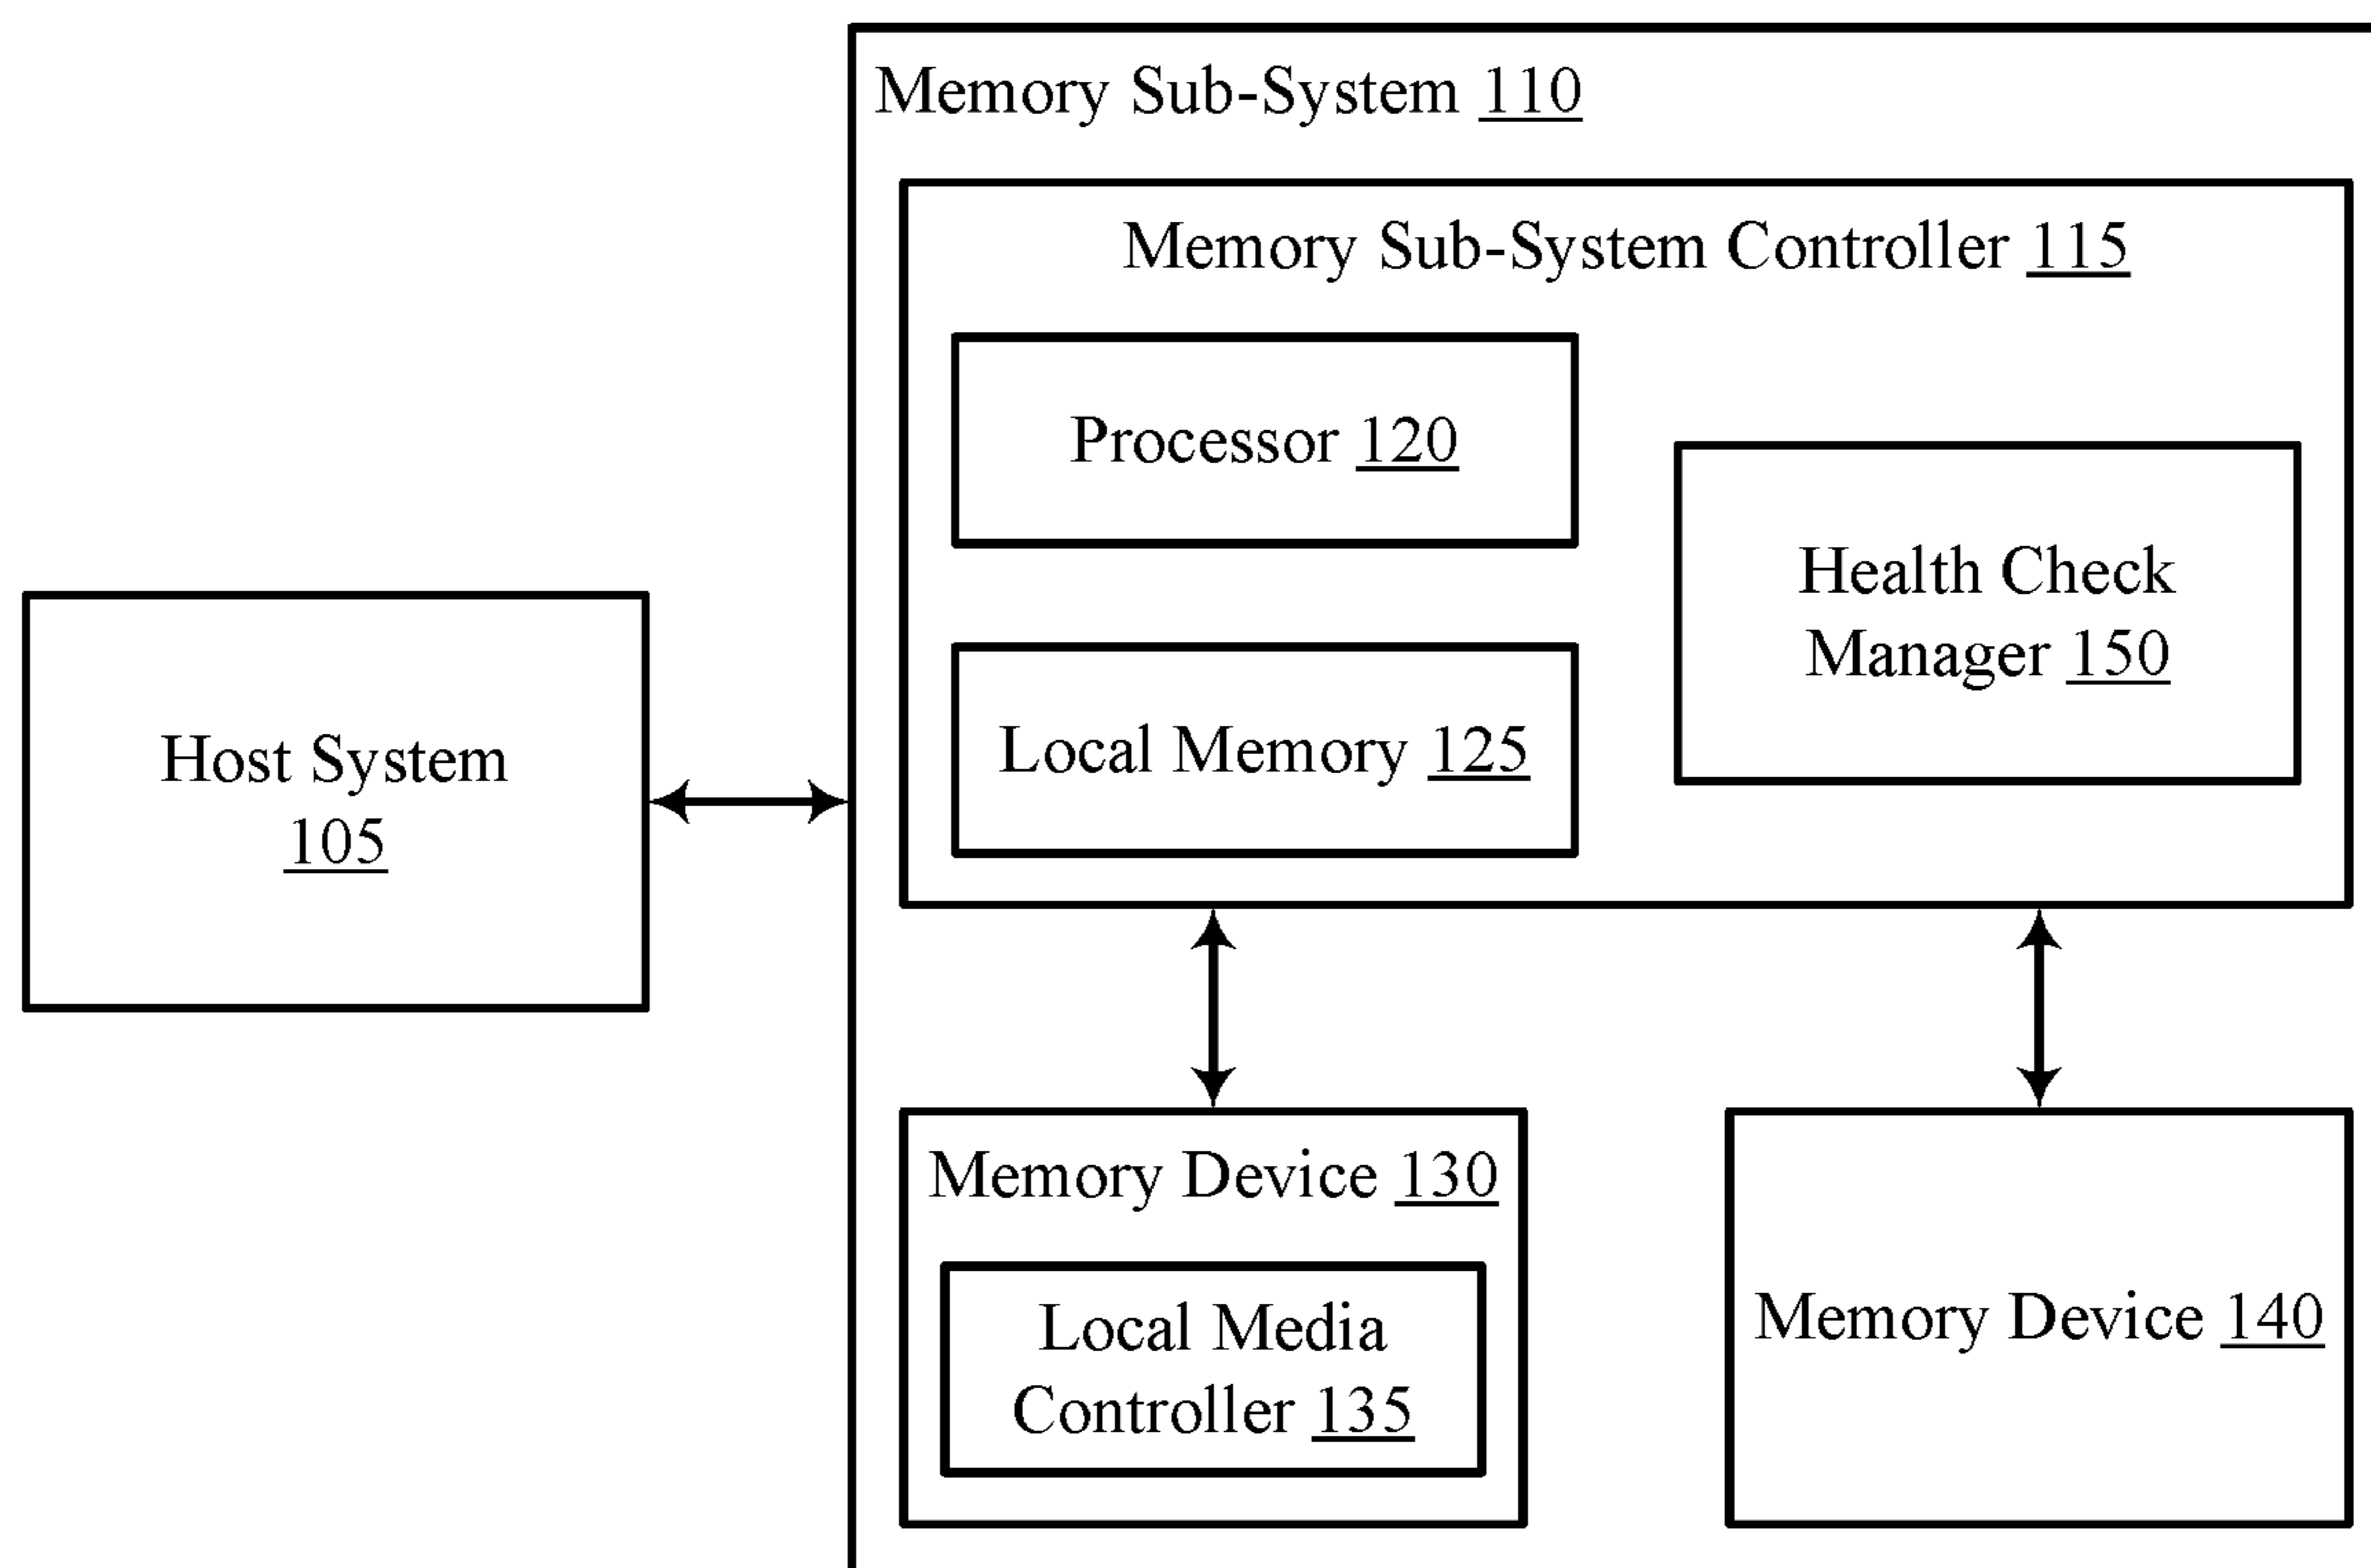 Memory Sub-System 110
Memory Sub-System Controller 115
Processor 120
Health Check
Manager 150
Local Memory 125
Host System
105
Memory Device 130
Local Media
Controller 135
Memory Device 140